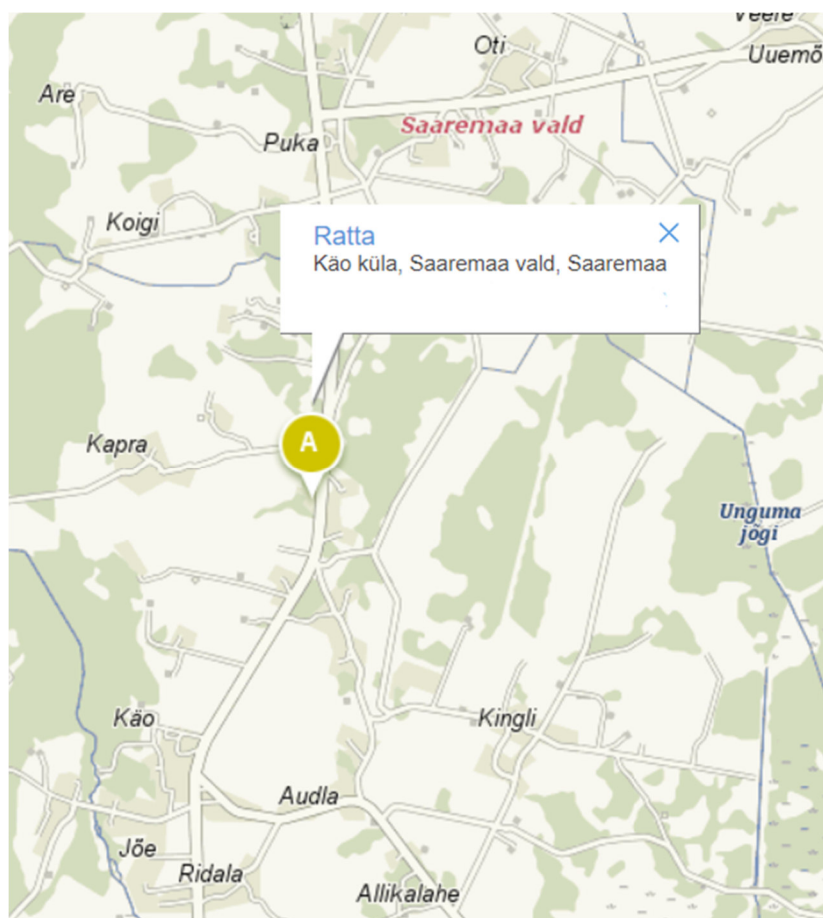 Veere
Oti
Uuemõ
Are
Saaremaa vald
Puka
Koigi
Ratta
Käo küla, Saaremaa vald, Saaremaa
A
Kapra
Unguma
jõgi
Käo
Kingli
Audla
Jõe
Ridala
Allikalahe